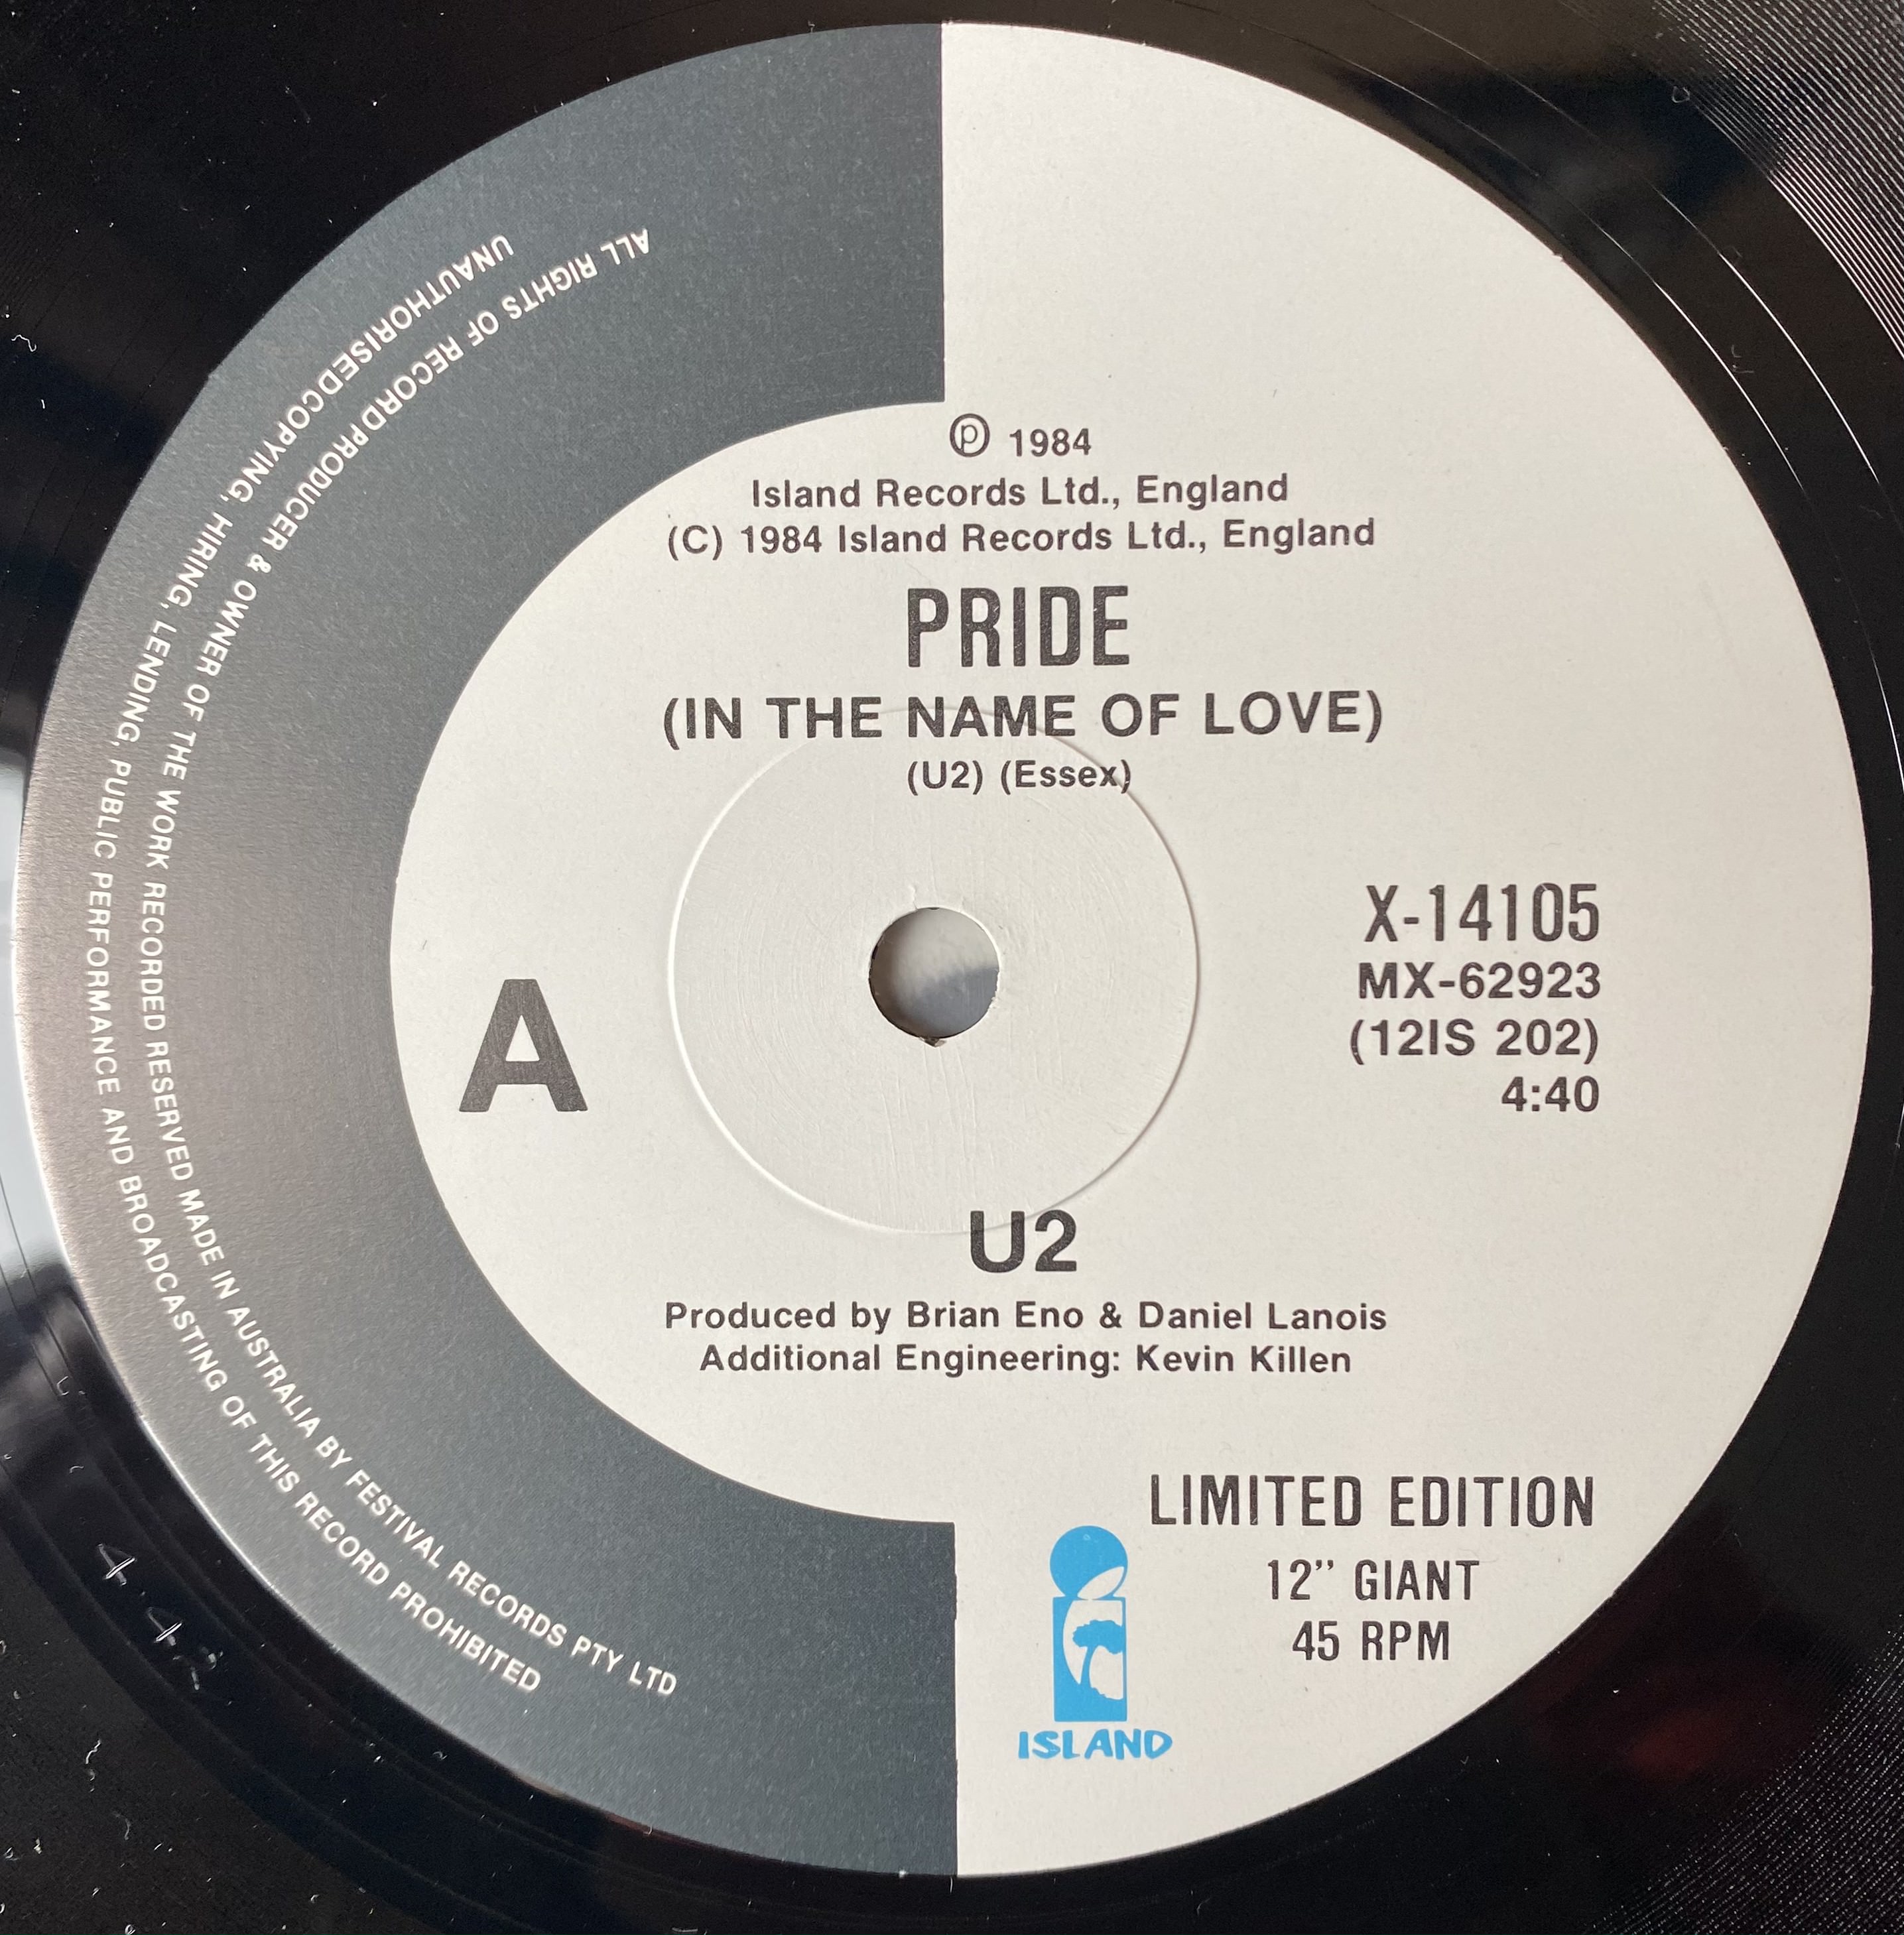 ℗ 1984
Island Records Ltd., England
(C) 1984 Island Records Ltd., England
PRIDE
(IN THE NAME OF LOVE)
(U2) (Essex)
X-14105
MX-62923
(12IS 202)
4:40
A
U2
Produced by Brian Eno & Daniel Lanois
Additional Engineering: Kevin Killen
LIMITED EDITION
12” GIANT
45 RPM
ISLAND
ALL RIGHTS OF RECORD PRODUCER & OWNER OF THE WORK RECORDED RESERVED MADE IN AUSTRALIA BY FESTIVAL RECORDS PTY LTD
UNAUTHORISEDCOPYING, HIRING, LENDING, PUBLIC PERFORMANCE AND BROADCASTING OF THIS RECORD PROHIBITED